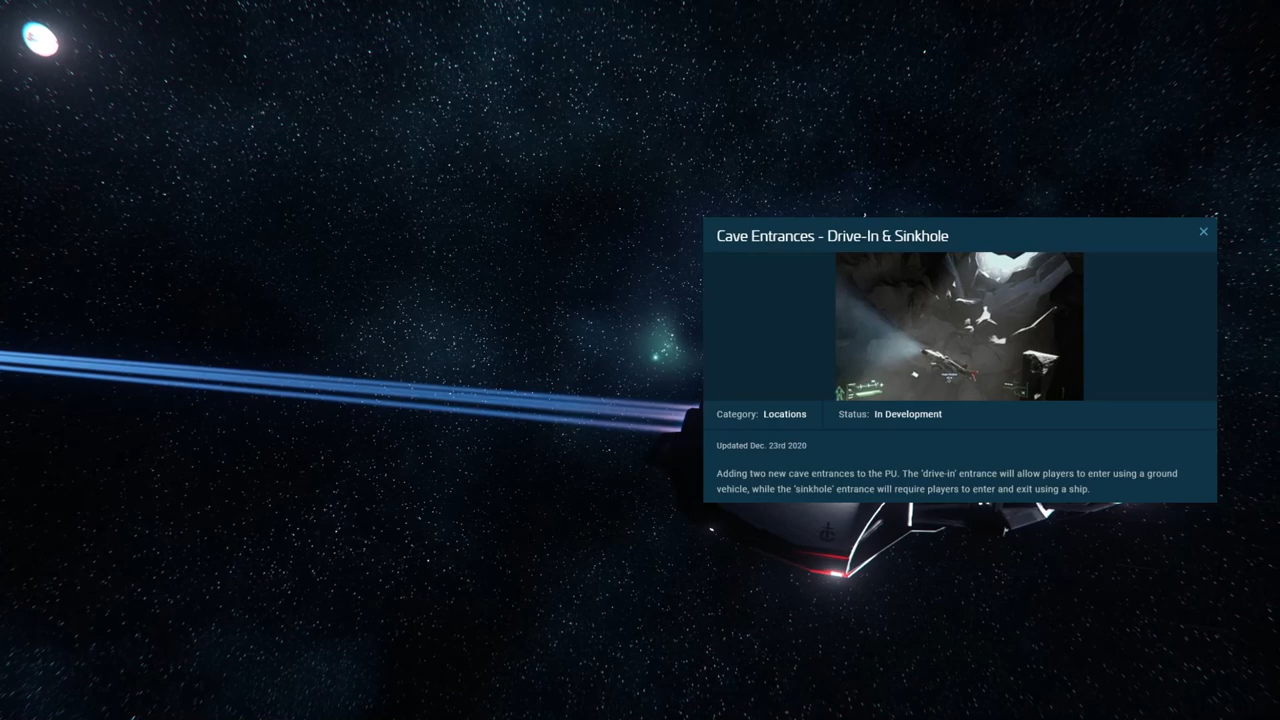 Cave Entrances - Drive-In & Sinkhole
Category: Locations Status: In Development
Updated Dec. 23rd 2020
Adding two new cave entrances to the PU. The 'drive-in' entrance will allow players to enter using a ground
vehicle, while the 'sinkhole' entrance will require players to enter and exit using a ship.